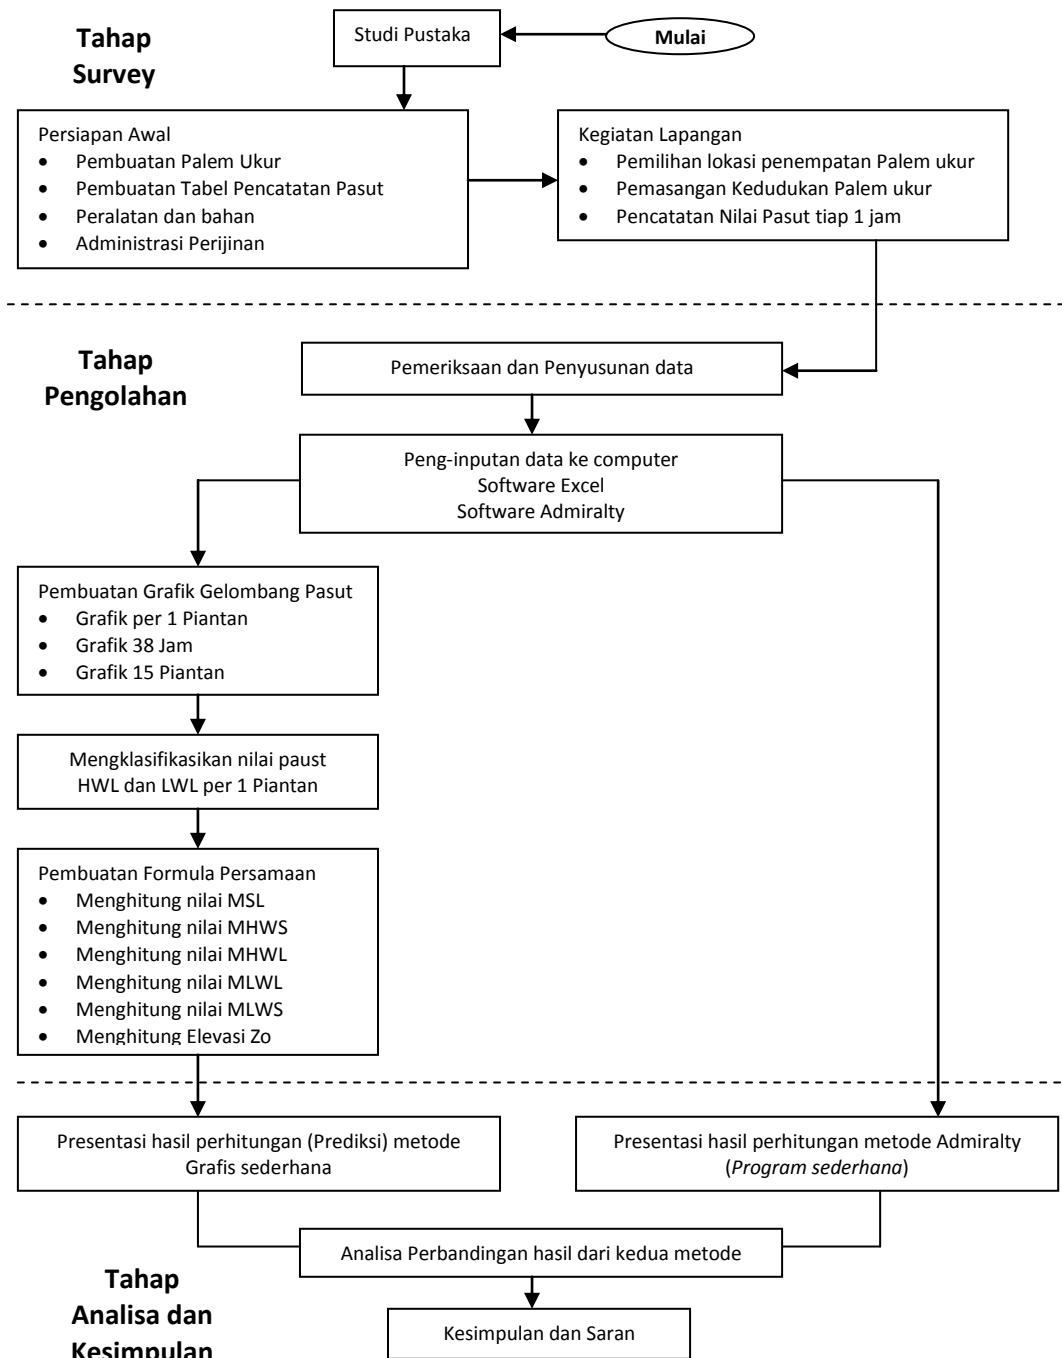 Tahap
Survey
Studi Pustaka
Mulai
Persiapan Awal
• Pembuatan Palem Ukur
• Pembuatan Tabel Pencatatan Pasut
• Peralatan dan bahan
• Administrasi Perijinan
Kegiatan Lapangan
• Pemilihan lokasi penempatan Palem ukur
• Pemasangan Kedudukan Palem ukur
• Pencatatan Nilai Pasut tiap 1 jam
Tahap
Pengolahan
Pemeriksaan dan Penyusunan data
Peng-inputan data ke computer
Software Excel
Software Admiralty
Pembuatan Grafik Gelombang Pasut
• Grafik per 1 Piantan
• Grafik 38 Jam
• Grafik 15 Piantan
Mengklasifikasikan nilai paust
HWL dan LWL per 1 Piantan
Pembuatan Formula Persamaan
• Menghitung nilai MSL
• Menghitung nilai MHWS
• Menghitung nilai MHWL
• Menghitung nilai MLWL
• Menghitung nilai MLWS
• Menghitung Elevasi Zo
Presentasi hasil perhitungan (Prediksi) metode
Grafis sederhana
Presentasi hasil perhitungan metode Admiralty
(Program sederhana)
Analisa Perbandingan hasil dari kedua metode
Tahap
Analisa dan
Kesimpulan
Kesimpulan dan Saran